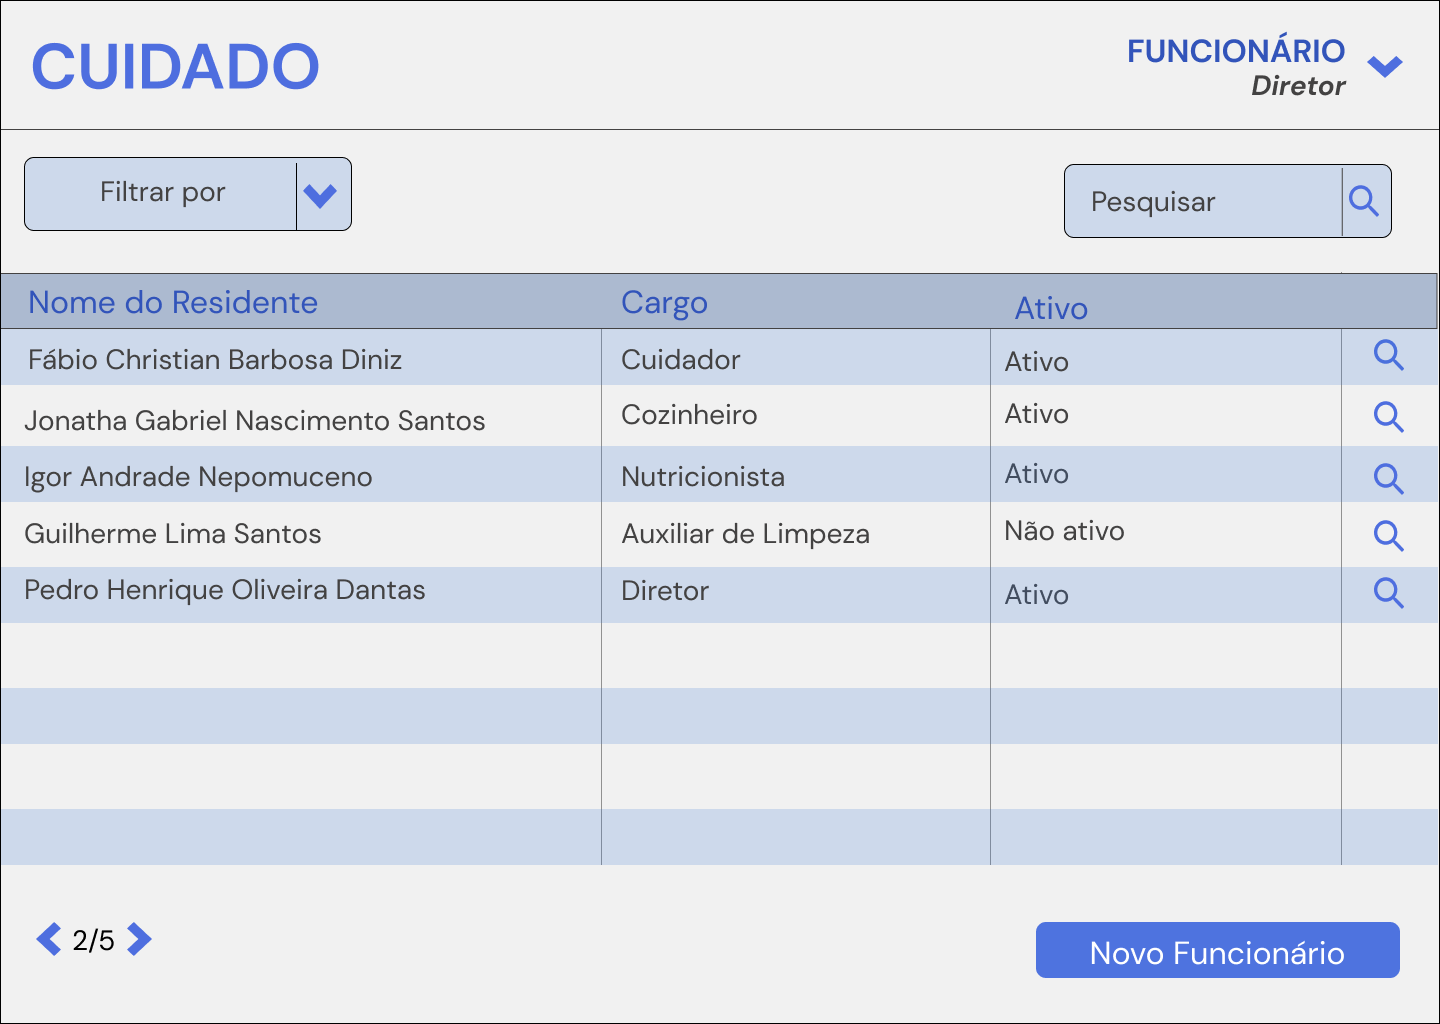 CUIDADO
FUNCIONÁRIO
Diretor
Filtrar por
Pesquisar
Nome do Residente Cargo Ativo
Fábio Christian Barbosa Diniz Cuidador Ativo
Jonatha Gabriel Nascimento Santos Cozinheiro Ativo
Igor Andrade Nepomuceno Nutricionista Ativo
Guilherme Lima Santos Auxiliar de Limpeza Não ativo
Pedro Henrique Oliveira Dantas Diretor Ativo
2/5
Novo Funcionário